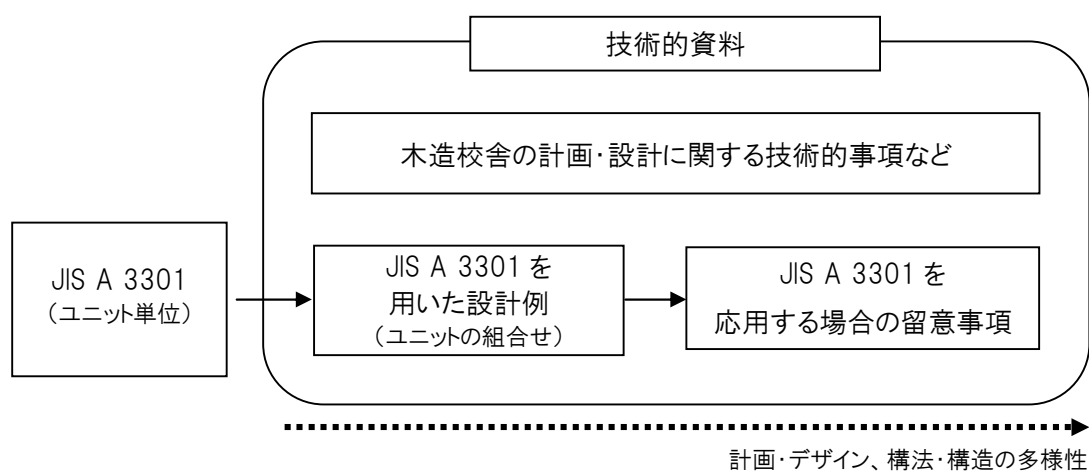 技術的資料
木造校舎の計画・設計に関する技術的事項など
JIS A 3301
（ユニット単位）
JIS A 3301 を
用いた設計例
（ユニットの組合せ）
JIS A 3301 を
応用する場合の留意事項
計画・デザイン、構法・構造の多様性